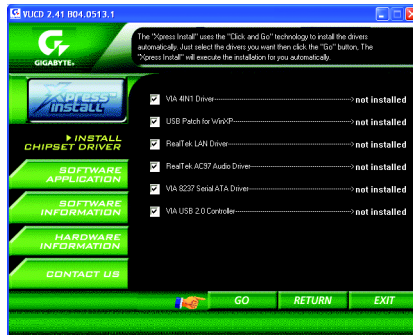 VUCD 2.41 B04.0513.1
GIGABYTE™
The "Xpress Install" uses the "Click and Go" technology to install the drivers
automatically. Just select the drivers you want then click the "Go" button, The
"Xpress Install" will execute the installation for you automatically.
Xpress
INSTALL
INSTALL
CHIPSET DRIVER
SOFTWARE
APPLICATION
SOFTWARE
INFORMATION
HARDWARE
INFORMATION
CONTACT US
VIA 4IN1 Driver not installed
USB Patch for WinXP not installed
RealTek LAN Driver not installed
RealTek AC97 Audio Driver not installed
VIA 8237 Serial ATA Driver not installed
VIA USB 2.0 Controller not installed
GO RETURN EXIT